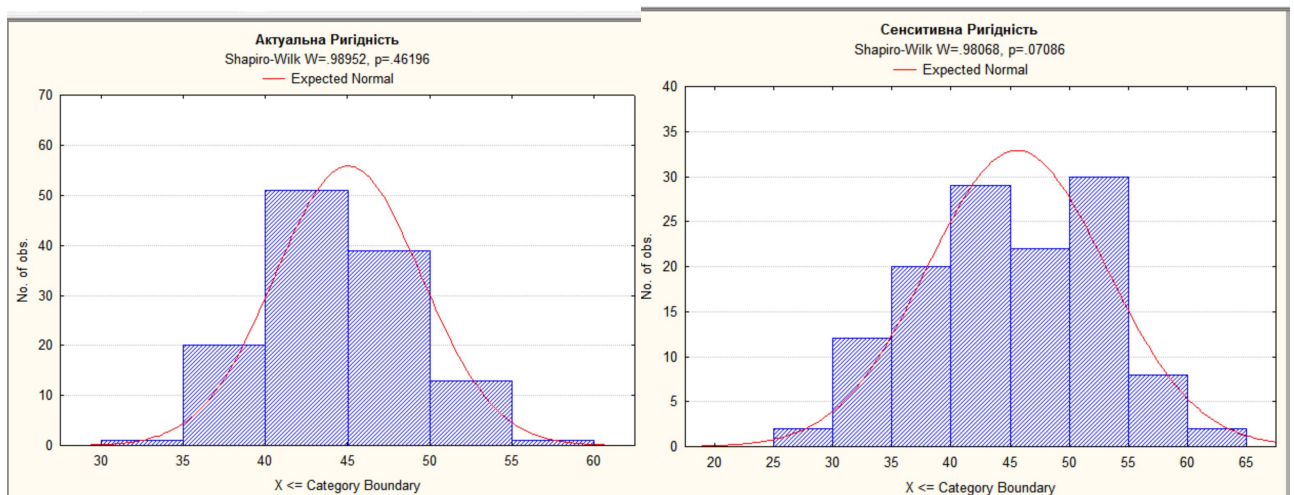 Актуальна Ригідність
Shapiro-Wilk W=.98952, p=.46196
Expected Normal
70
60
50
40
30
20
10
0
No. of obs.
30 35 40 45 50 55 60
X <= Category Boundary
Сенситивна Ригідність
Shapiro-Wilk W=.98068, p=.07086
Expected Normal
40
35
30
25
20
15
10
5
0
No. of obs.
20 25 30 35 40 45 50 55 60 65
X <= Category Boundary